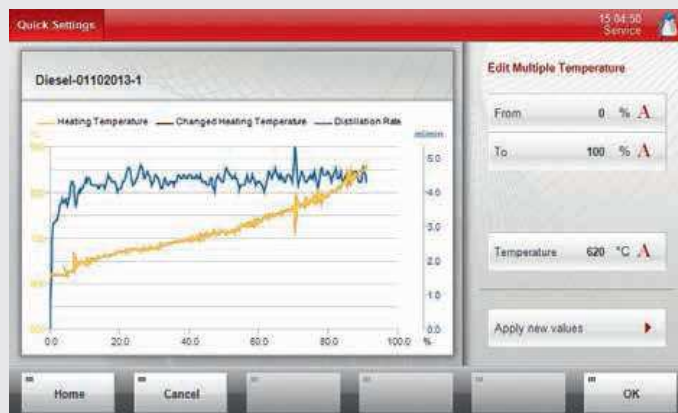 Quick Settings
15:04:50
Service
Diesel-01102013-1
Heating Temperature
Changed Heating Temperature
Distillation Rate
ml/min
5.0
4.0
3.0
2.0
1.0
0.0
0.0 20.0 40.0 60.0 80.0 100.0 %
Edit Multiple Temperature
From 0 % A
To 100 % A
Temperature 620 °C A
Apply new values
Home
Cancel
OK